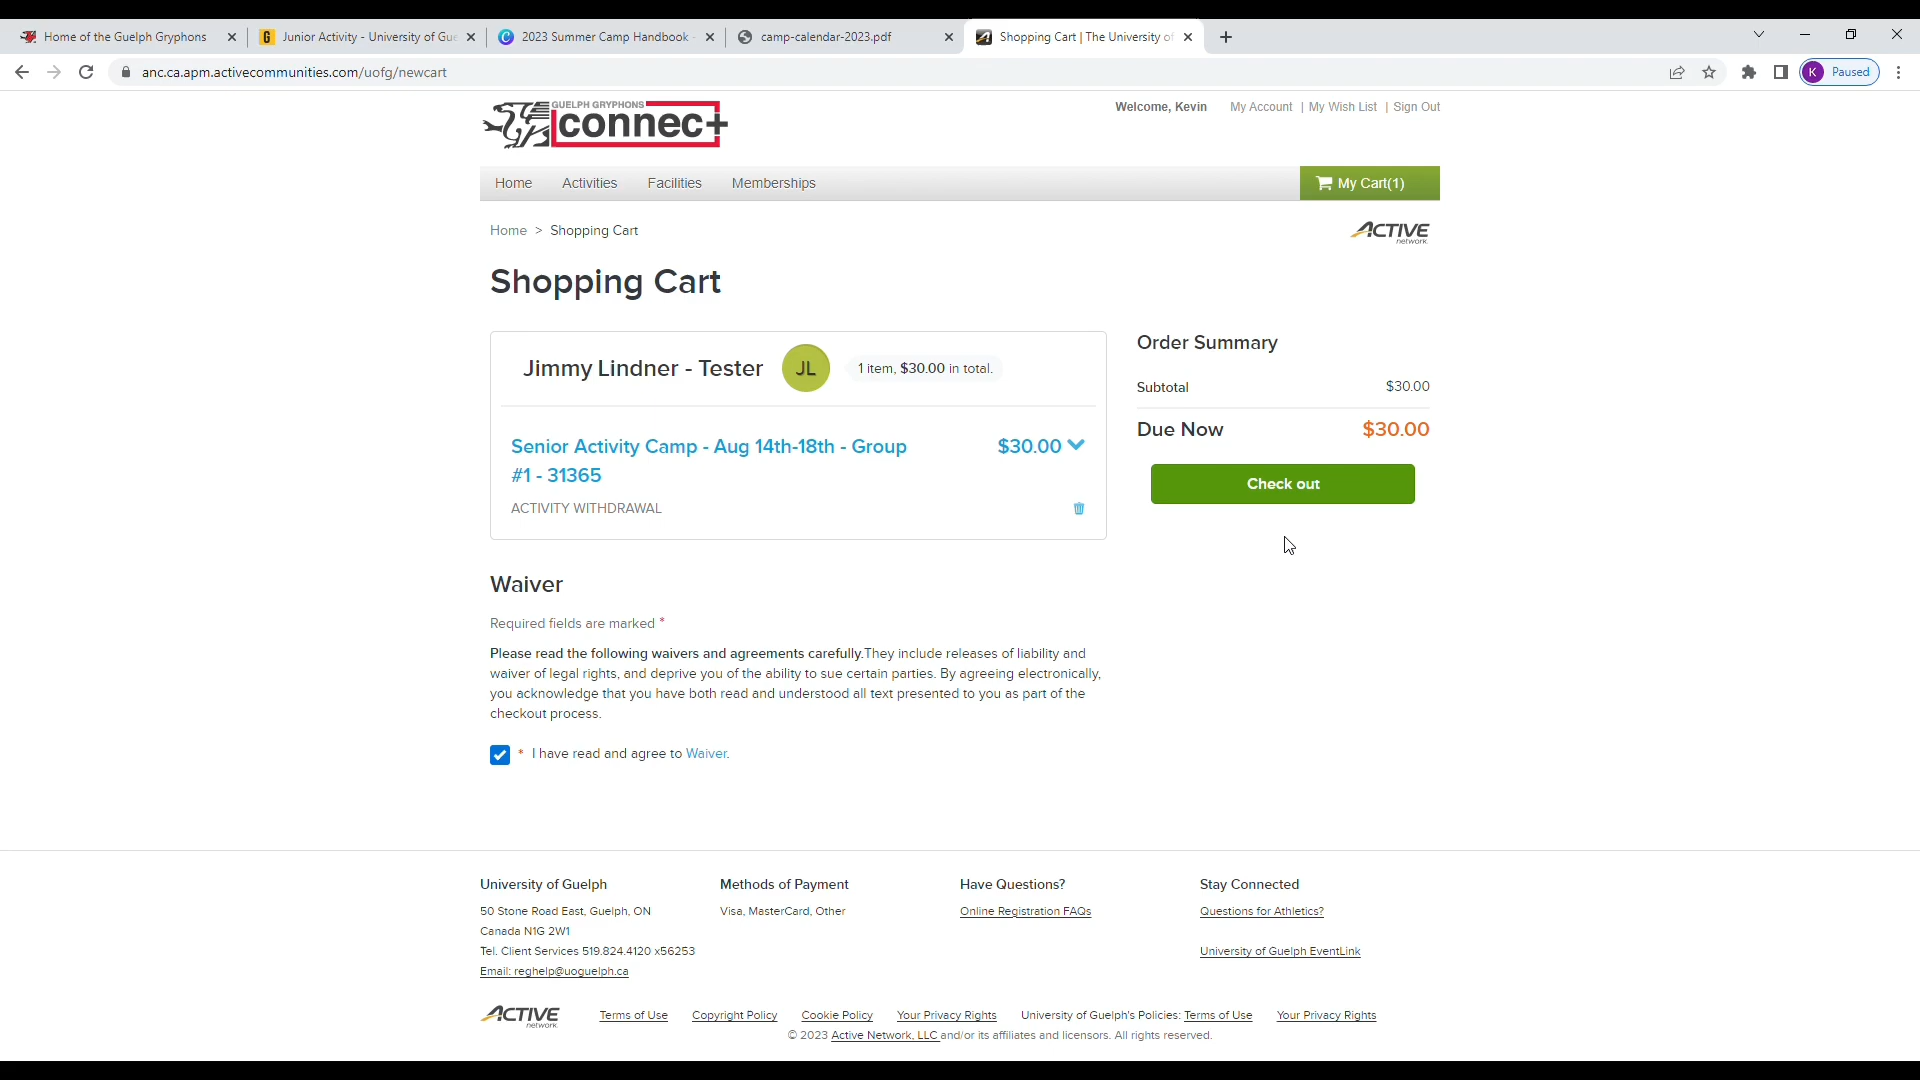 Home of the Guelph Gryphons
Junior Activity - University of Gue
2023 Summer Camp Handbook
camp-calendar-2023.pdf
Shopping Cart | The University of
anc.ca.apm.activecommunities.com/uofg/newcart
K Paused
GUELPH GRYPHONS
connec+
Welcome, Kevin My Account | My Wish List | Sign Out
Home Activities Facilities Memberships
My Cart(1)
Home > Shopping Cart
ACTIVE
network
Shopping Cart
Jimmy Lindner - Tester JL 1 item, $30.00 in total.
Senior Activity Camp - Aug 14th-18th - Group
#1 - 31365
$30.00
ACTIVITY WITHDRAWAL
Order Summary
Subtotal $30.00
Due Now $30.00
Check out
Waiver
Required fields are marked *
Please read the following waivers and agreements carefully.They include releases of liability and
waiver of legal rights, and deprive you of the ability to sue certain parties. By agreeing electronically,
you acknowledge that you have both read and understood all text presented to you as part of the
checkout process.
* I have read and agree to Waiver.
University of Guelph
50 Stone Road East, Guelph, ON
Canada N1G 2W1
Tel. Client Services 519.824.4120 x56253
Email: reghelp@uoguelph.ca
Methods of Payment
Visa, MasterCard, Other
Have Questions?
Online Registration FAQs
Stay Connected
Questions for Athletics?
University of Guelph EventLink
ACTIVE
network
Terms of Use Copyright Policy Cookie Policy Your Privacy Rights University of Guelph's Policies: Terms of Use Your Privacy Rights
© 2023 Active Network, LLC and/or its affiliates and licensors. All rights reserved.